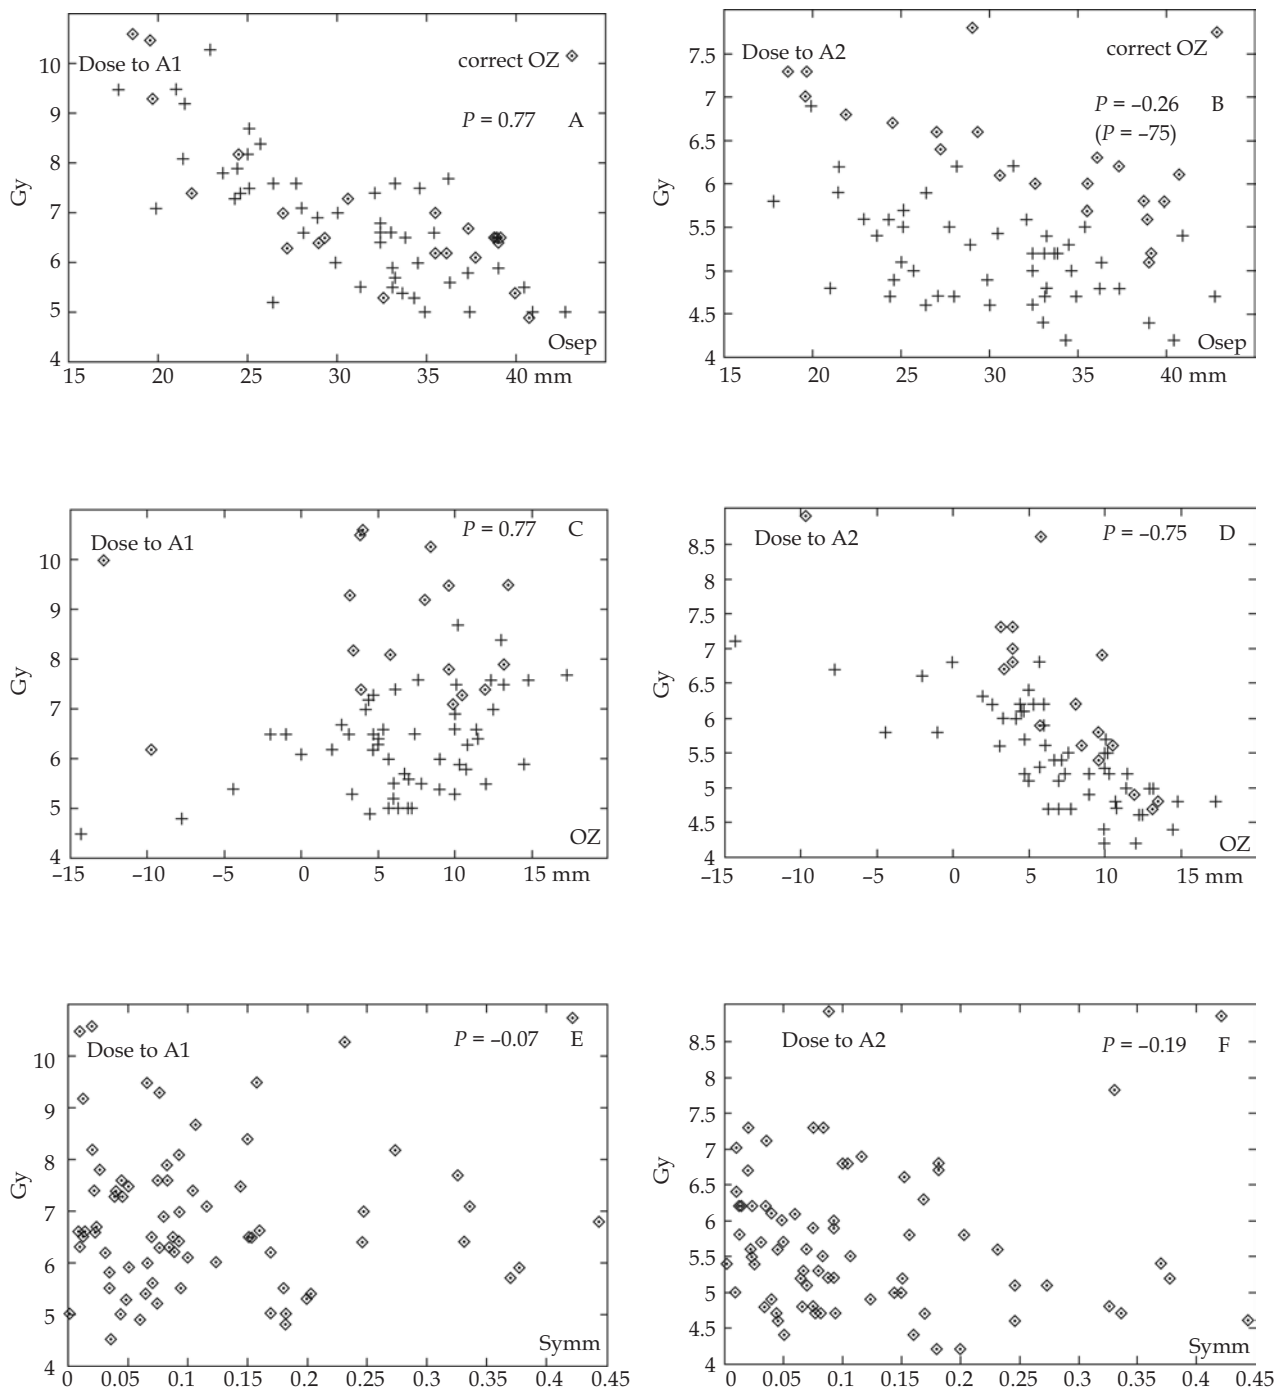 Dose to A1
correct OZ
P = 0.77 A
Gy
10
9
8
7
6
5
4
Osep
15 20 25 30 35 40 mm
Dose to A2
correct OZ
P = –0.26 B
(P = –75)
Gy
7.5
7
6.5
6
5.5
5
4.5
4
Osep
15 20 25 30 35 40 mm
Dose to A1
P = 0.77 C
Gy
10
9
8
7
6
5
4
OZ
–15 –10 –5 0 5 10 15 mm
Dose to A2
P = –0.75 D
Gy
8.5
8
7.5
7
6.5
6
5.5
5
4.5
4
OZ
–15 –10 –5 0 5 10 15 mm
Dose to A1
P = –0.07 E
Gy
10
9
8
7
6
5
4
Symm
0 0.05 0.1 0.15 0.2 0.25 0.3 0.35 0.4 0.45
Dose to A2
P = –0.19 F
Gy
8.5
8
7.5
7
6.5
6
5.5
5
4.5
4
Symm
0 0.05 0.1 0.15 0.2 0.25 0.3 0.35 0.4 0.45